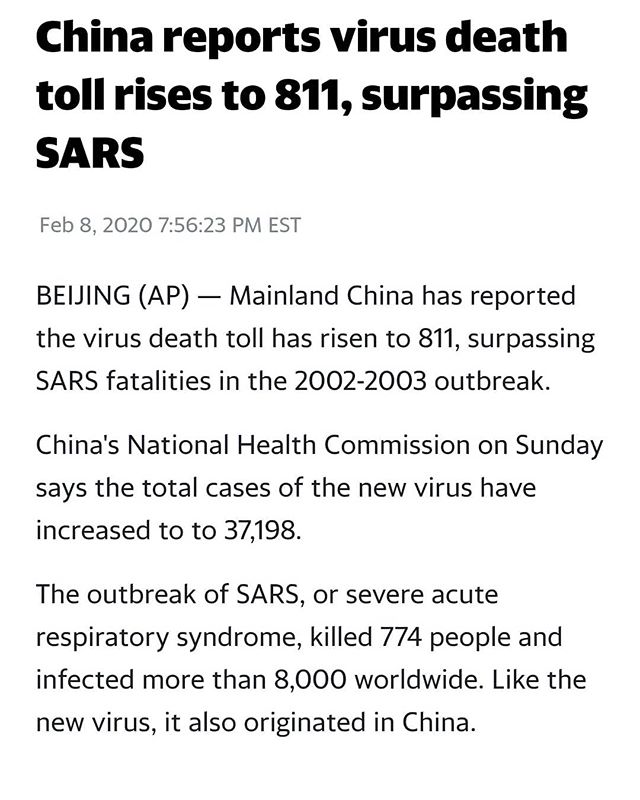 China reports virus death
toll rises to 811, surpassing
SARS
Feb 8, 2020 7:56:23 PM EST
BEIJING (AP) — Mainland China has reported
the virus death toll has risen to 811, surpassing
SARS fatalities in the 2002-2003 outbreak.
China's National Health Commission on Sunday
says the total cases of the new virus have
increased to to 37,198.
The outbreak of SARS, or severe acute
respiratory syndrome, killed 774 people and
infected more than 8,000 worldwide. Like the
new virus, it also originated in China.